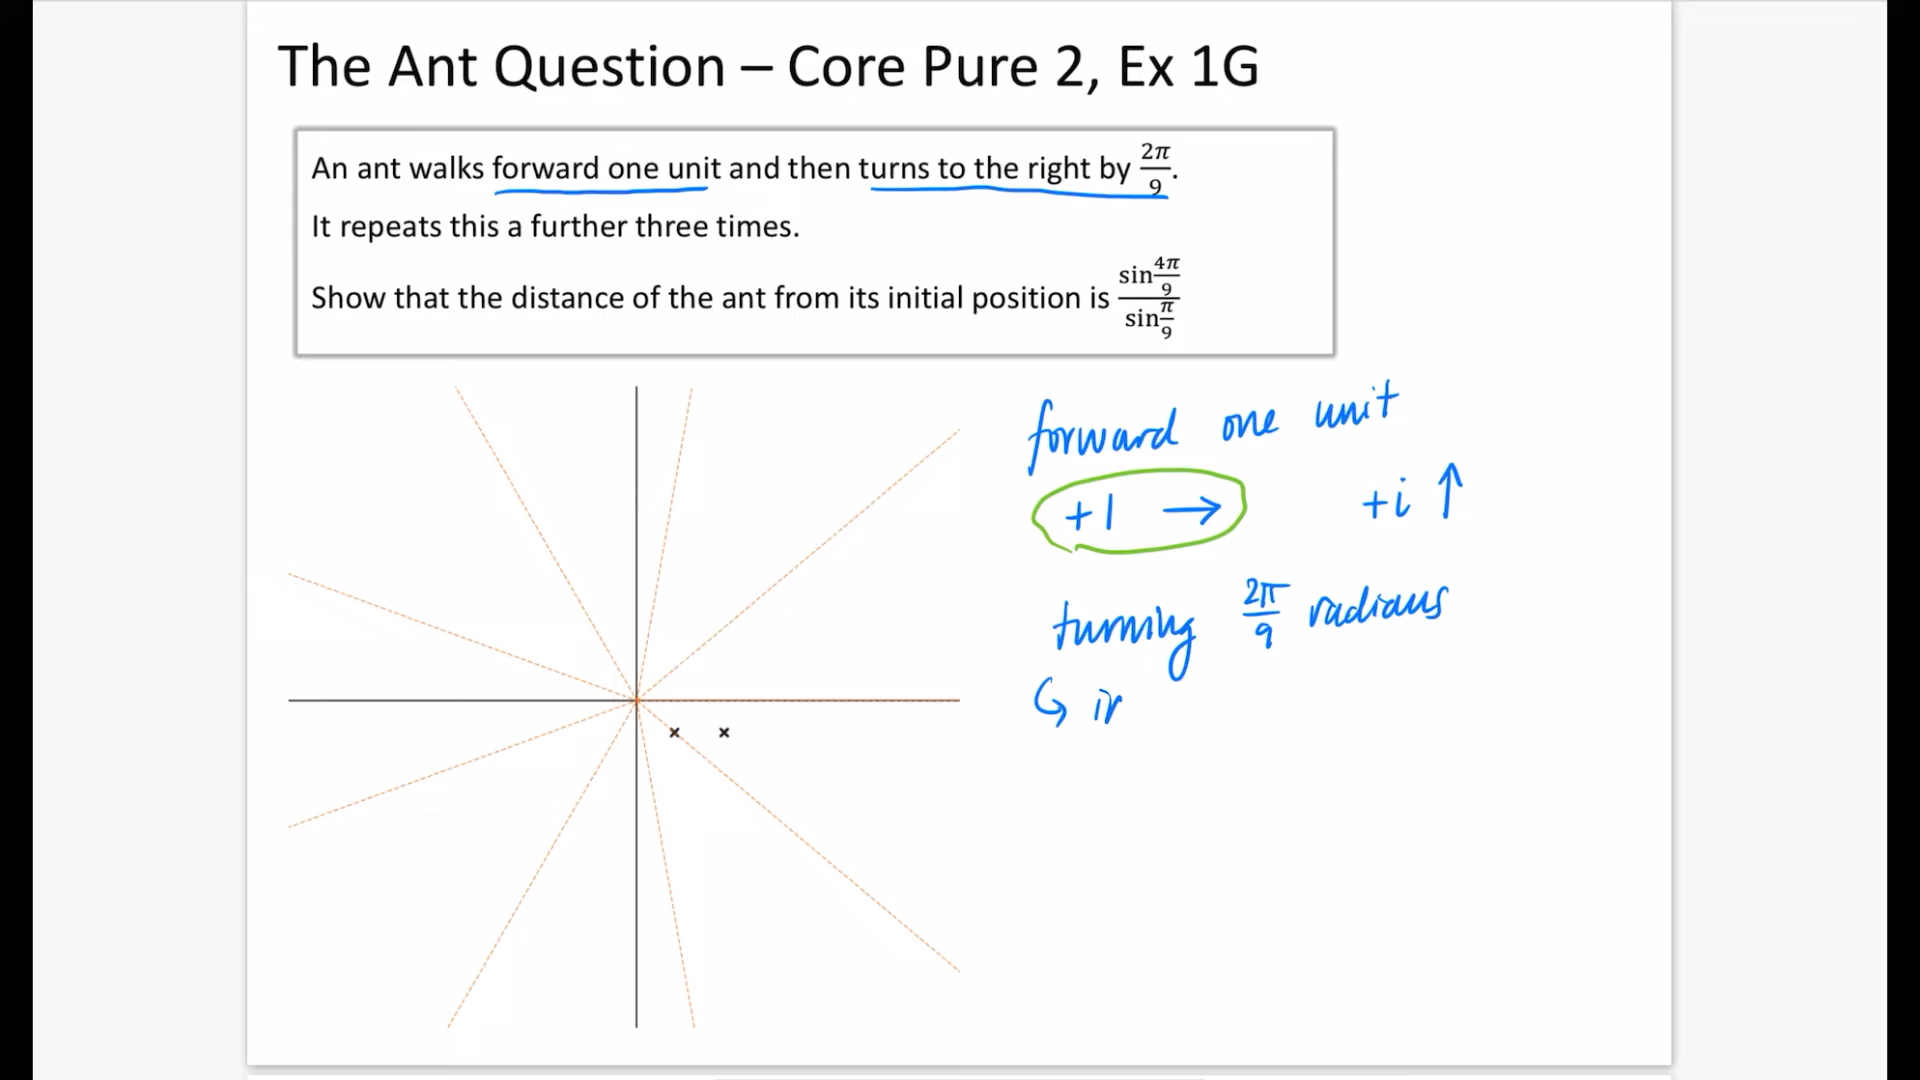 The Ant Question – Core Pure 2, Ex 1G
An ant walks forward one unit and then turns to the right by 2π/9.
It repeats this a further three times.
Show that the distance of the ant from its initial position is sin 4π/9 / sin π/9
forward one unit
+1 → +i ↑
turning 2π/9 radians